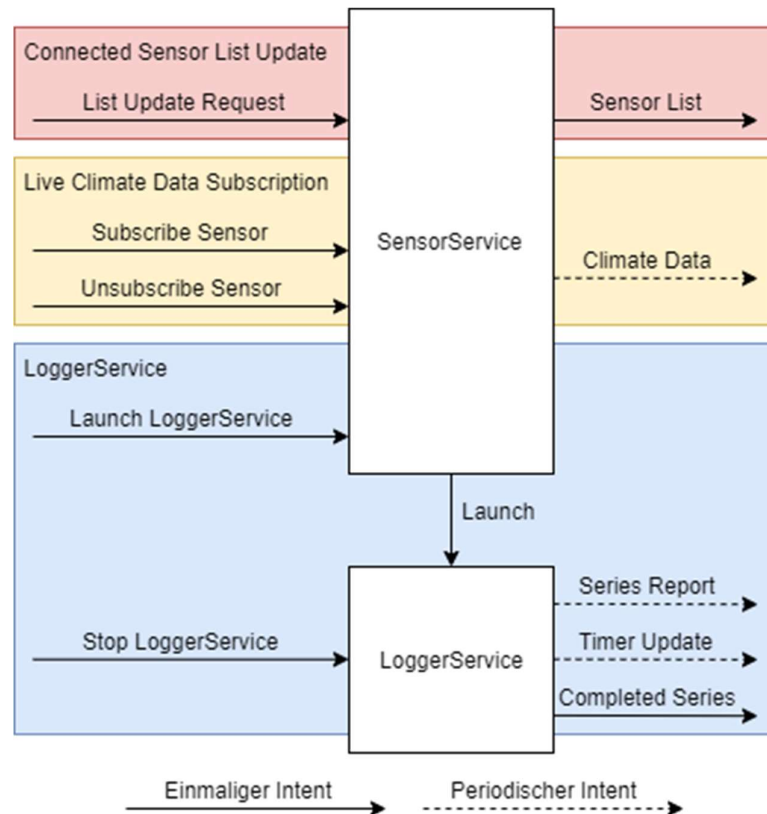 Connected Sensor List Update
List Update Request
Sensor List
Live Climate Data Subscription
Subscribe Sensor
SensorService
Climate Data
Unsubscribe Sensor
LoggerService
Launch LoggerService
Launch
Series Report
Stop LoggerService
LoggerService
Timer Update
Completed Series
Einmaliger Intent
Periodischer Intent